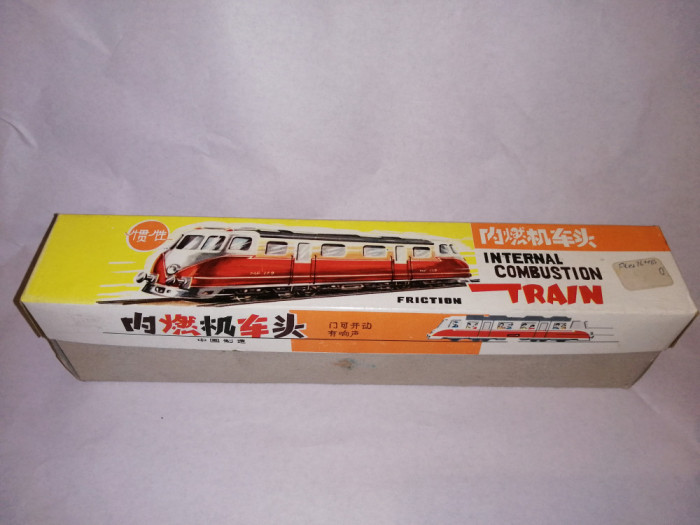 惯性
内燃机车头
INTERNAL
COMBUSTION
FRICTION
TRAIN
内燃机车头
中国制造
门可开动
有响声